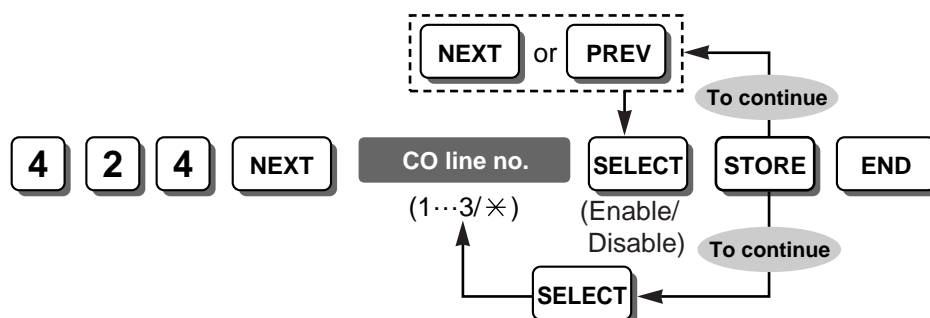 NEXT or PREV
To continue
4 2 4 NEXT CO line no. SELECT STORE END
(1···3/✳) (Enable/
Disable)
To continue
SELECT